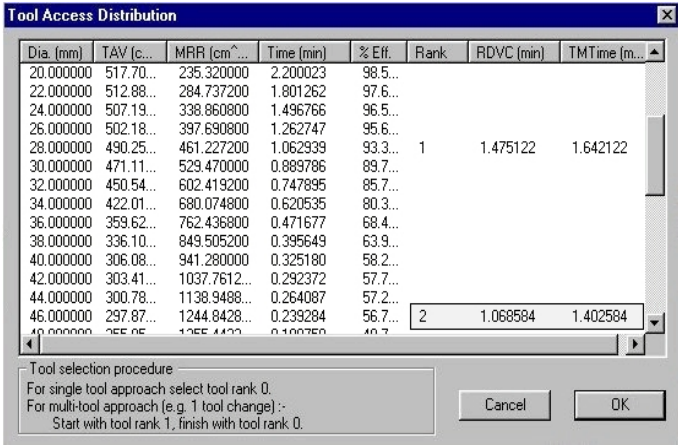 Tool Access Distribution
Dia. (mm) TAV (c... MRR (cm^... Time (min) % Eff. Rank RDVC (min) TMTime (m...
20.000000 517.70... 235.320000 2.200023 98.5...
22.000000 512.88... 284.737200 1.801262 97.6...
24.000000 507.19... 338.860800 1.496766 96.5...
26.000000 502.18... 397.690800 1.262747 95.6...
28.000000 490.25... 461.227200 1.062939 93.3... 1 1.475122 1.642122
30.000000 471.11... 529.470000 0.889786 89.7...
32.000000 450.54... 602.419200 0.747895 85.7...
34.000000 422.01... 680.074800 0.620535 80.3...
36.000000 359.62... 762.436800 0.471677 68.4...
38.000000 336.10... 849.505200 0.395649 63.9...
40.000000 306.08... 941.280000 0.325180 58.2...
42.000000 303.41... 1037.7612... 0.292372 57.7...
44.000000 300.78... 1138.9488... 0.264087 57.2...
46.000000 297.87... 1244.8428... 0.239284 56.7... 2 1.068584 1.402584
Tool selection procedure
For single tool approach select tool rank 0.
For multi-tool approach (e.g. 1 tool change) :-
Start with tool rank 1, finish with tool rank 0.
Cancel OK